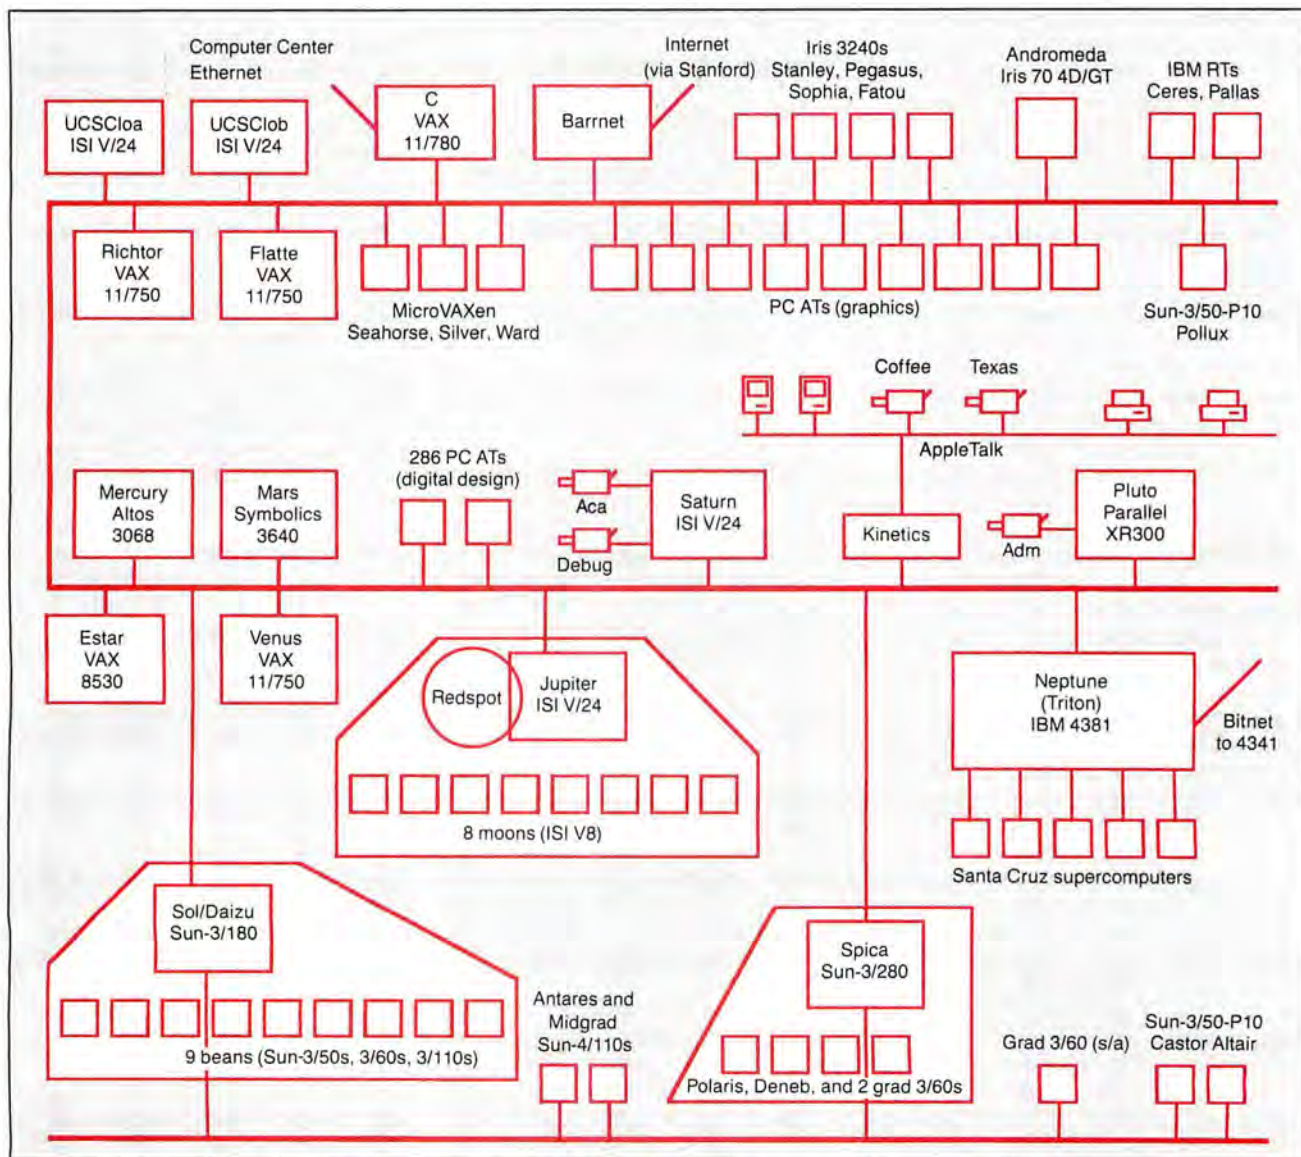 Computer Center
Ethernet
Internet
(via Stanford)
Iris 3240s
Stanley, Pegasus,
Sophia, Fatou
Andromeda
Iris 70 4D/GT
IBM RTs
Ceres, Pallas
UCSCloa
ISI V/24
UCSClob
ISI V/24
C
VAX
11/780
Barrnet
Richtor
VAX
11/750
Flatte
VAX
11/750
MicroVAXen
Seahorse, Silver, Ward
PC ATs (graphics)
Sun-3/50-P10
Pollux
Coffee
Texas
AppleTalk
Mercury
Altos
3068
Mars
Symbolics
3640
286 PC ATs
(digital design)
Aca
Debug
Saturn
ISI V/24
Kinetics
Adm
Pluto
Parallel
XR300
Estar
VAX
8530
Venus
VAX
11/750
Redspot
Jupiter
ISI V/24
8 moons (ISI V8)
Neptune
(Triton)
IBM 4381
Bitnet
to 4341
Santa Cruz supercomputers
Sol/Daizu
Sun-3/180
9 beans (Sun-3/50s, 3/60s, 3/110s)
Antares and
Midgrad
Sun-4/110s
Spica
Sun-3/280
Polaris, Deneb, and 2 grad 3/60s
Grad 3/60 (s/a)
Sun-3/50-P10
Castor Altair